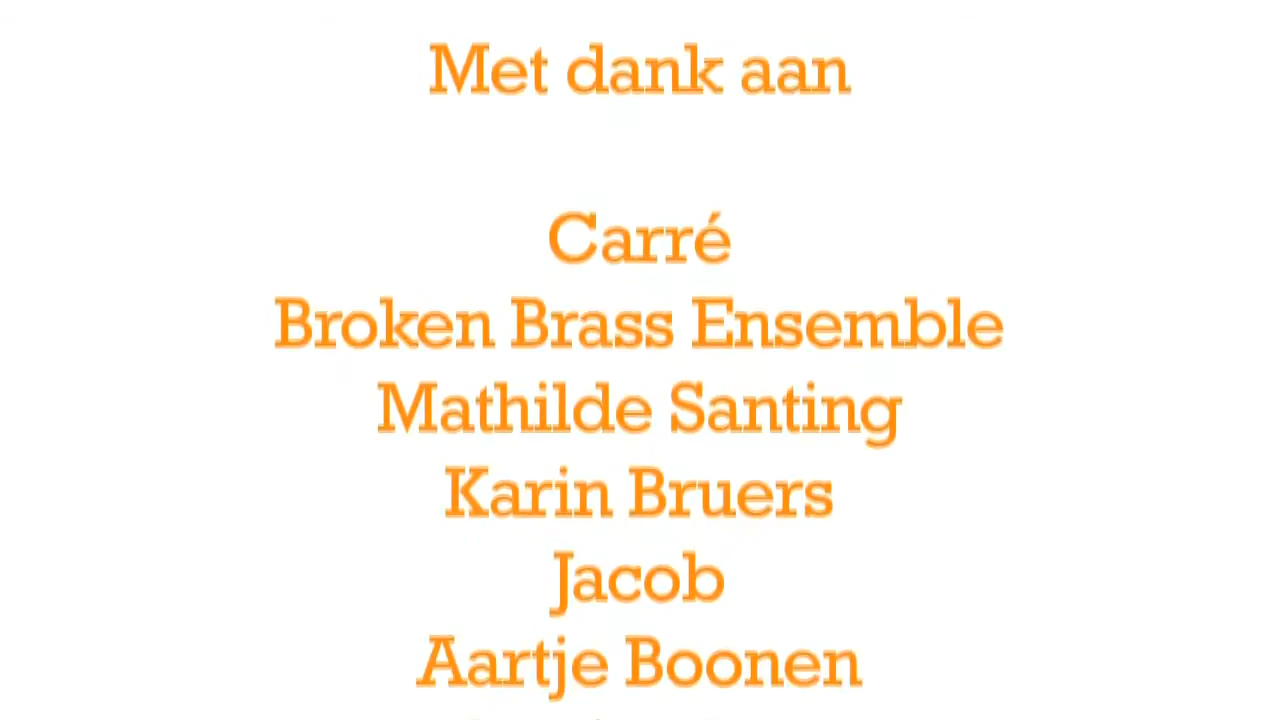 Met dank aan
Carré
Broken Brass Ensemble
Mathilde Santing
Karin Bruers
Jacob
Aartje Boonen